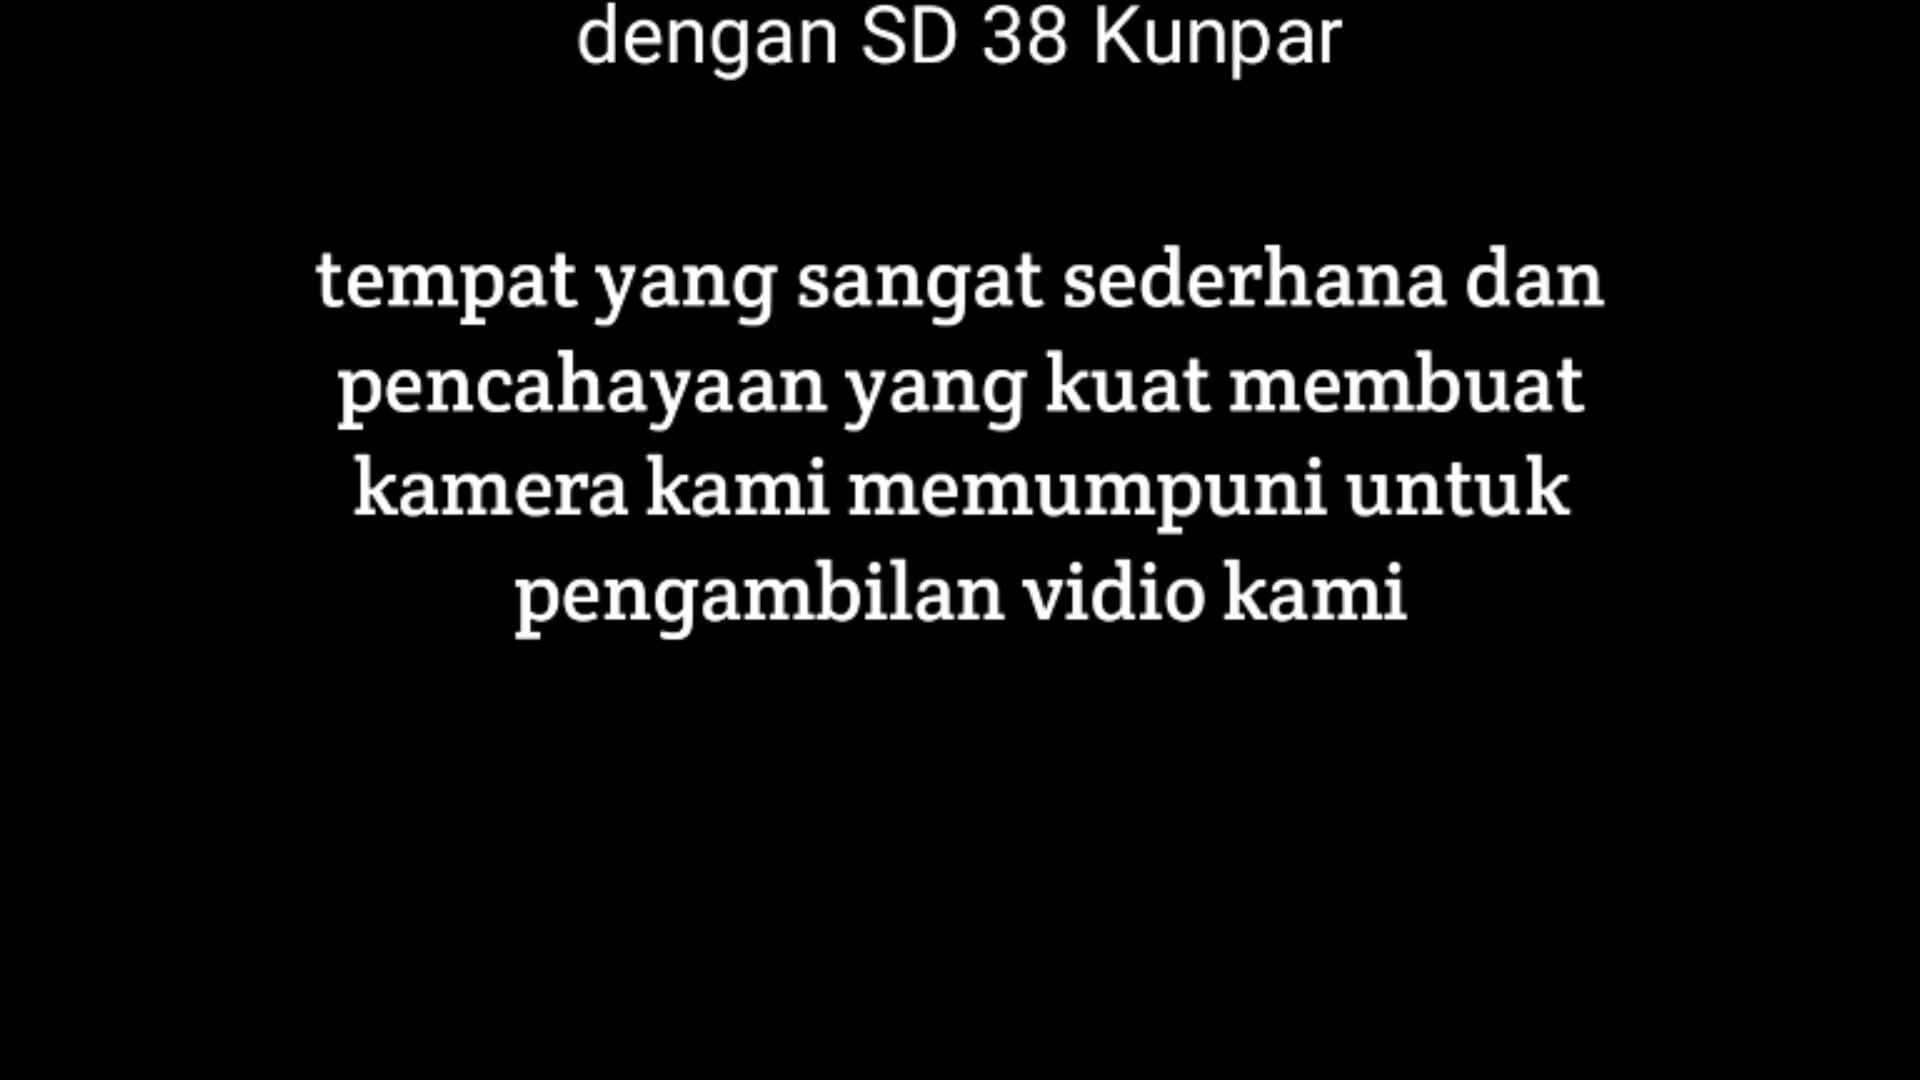 dengan SD 38 Kunpar
tempat yang sangat sederhana dan
pencahayaan yang kuat membuat
kamera kami memumpuni untuk
pengambilan vidio kami